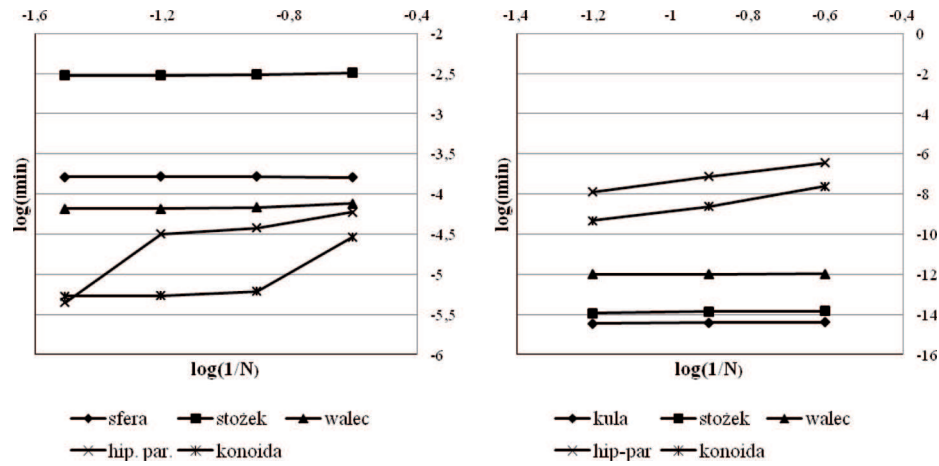 -1,6 -1,2 -0,8 -0,4
-2
-2,5
-3
-3,5
-4
-4,5
-5
-5,5
-6
log(umin)
log(1/N)
sfera stożek walec
hip. par. konoida
-1,4 -1,2 -1 -0,8 -0,6 -0,4
0
-2
-4
-6
-8
-10
-12
-14
-16
log(umin)
log(1/N)
kula stożek walec
hip-par konoida